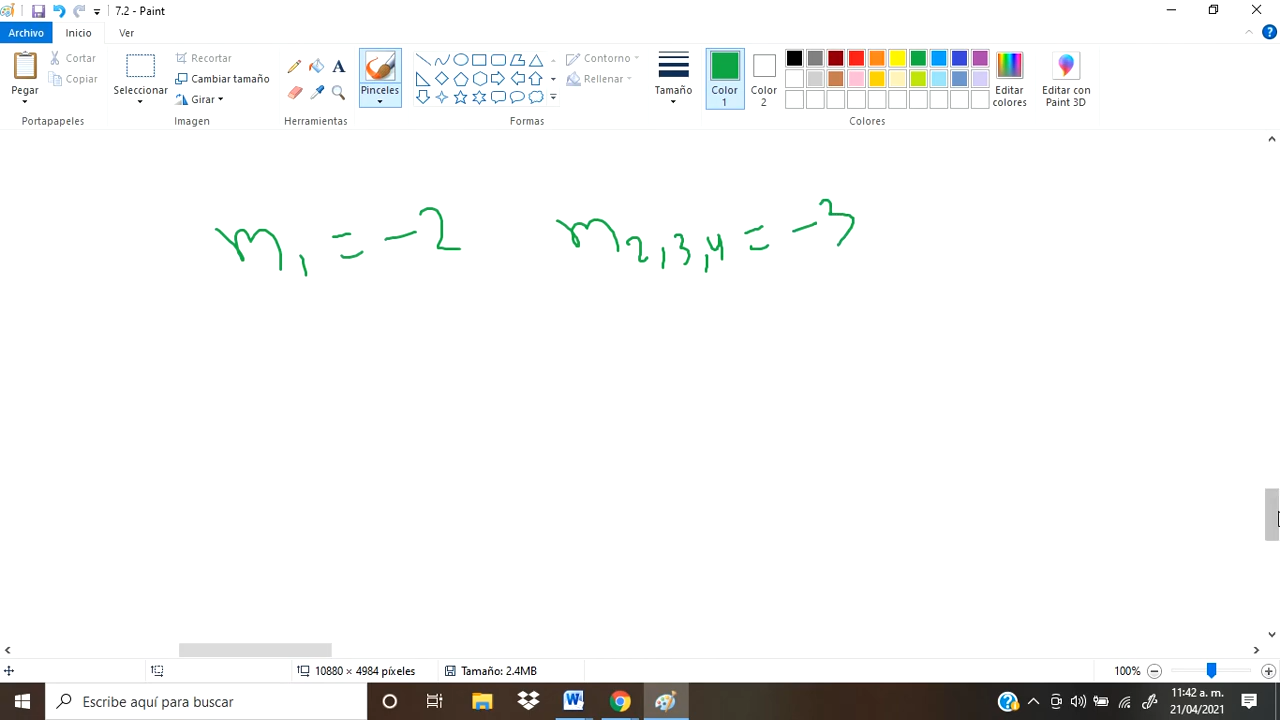 7.2 - Paint
Archivo Inicio Ver
Pegar
Cortar
Copiar
Portapapeles
Seleccionar
Recortar
Cambiar tamaño
Girar
Imagen
A
Herramientas
Pinceles
Contorno
Rellenar
Formas
Tamaño
Color 1
Color 2
Colores
Editar colores
Editar con Paint 3D
m₁ = -2 m₂,₃,₄ = -3
10880 × 4984 píxeles Tamaño: 2.4MB 100%
Escribe aquí para buscar
11:42 a. m.
21/04/2021